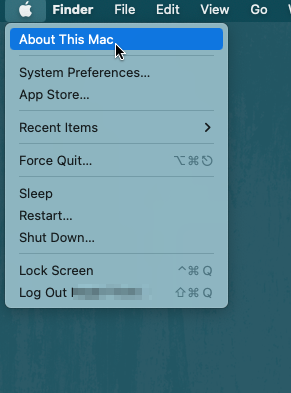 Finder File Edit View Go
About This Mac
System Preferences...
App Store...
Recent Items
Force Quit... ⌥⌘⎋
Sleep
Restart...
Shut Down...
Lock Screen ^⌘Q
Log Out ⇧⌘Q